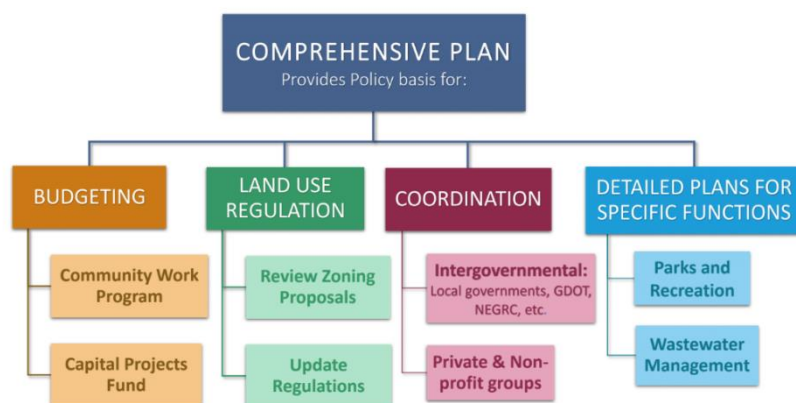 COMPREHENSIVE PLAN
Provides Policy basis for:
BUDGETING
LAND USE
REGULATION
COORDINATION
DETAILED PLANS FOR
SPECIFIC FUNCTIONS
Community Work
Program
Capital Projects
Fund
Review Zoning
Proposals
Update
Regulations
Intergovernmental:
Local governments, GDOT,
NEGRC, etc.
Private & Non-
profit groups
Parks and
Recreation
Wastewater
Management